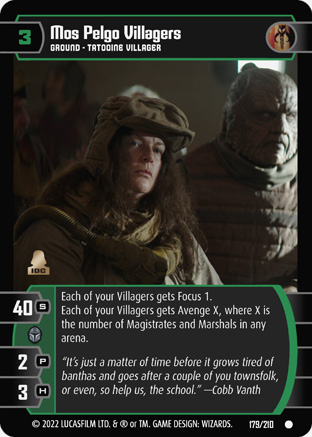 3
Mos Pelgo Villagers
GROUND - TATOOINE VILLAGER
IDC
40 S
2 P
3 H
Each of your Villagers gets Focus 1.
Each of your Villagers gets Avenge X, where X is
the number of Magistrates and Marshals in any
arena.
“It’s just a matter of time before it grows tired of
banthas and goes after a couple of you townsfolk,
or even, so help us, the school.” —Cobb Vanth
© 2022 LUCASFILM LTD. & ® or TM. GAME DESIGN: WIZARDS.
179/210